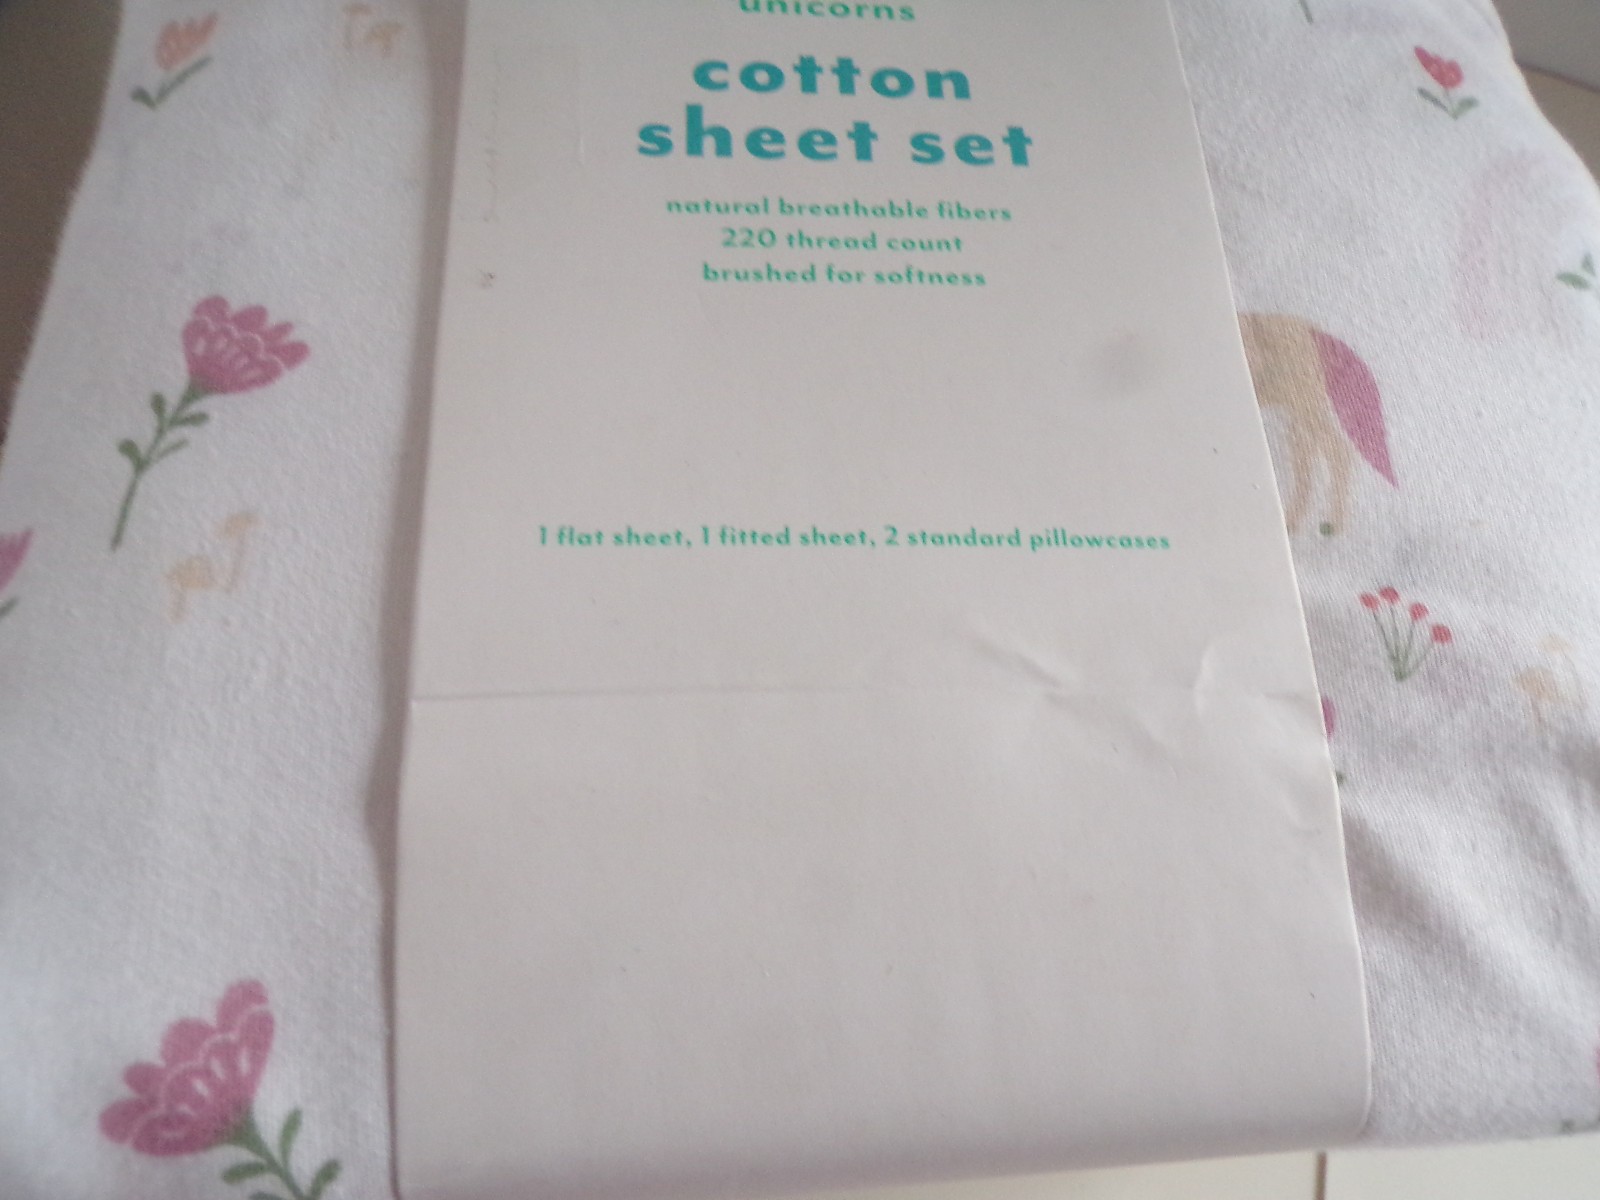 unicorns
cotton
sheet set
natural breathable fibers
220 thread count
brushed for softness
1 flat sheet, 1 fitted sheet, 2 standard pillowcases